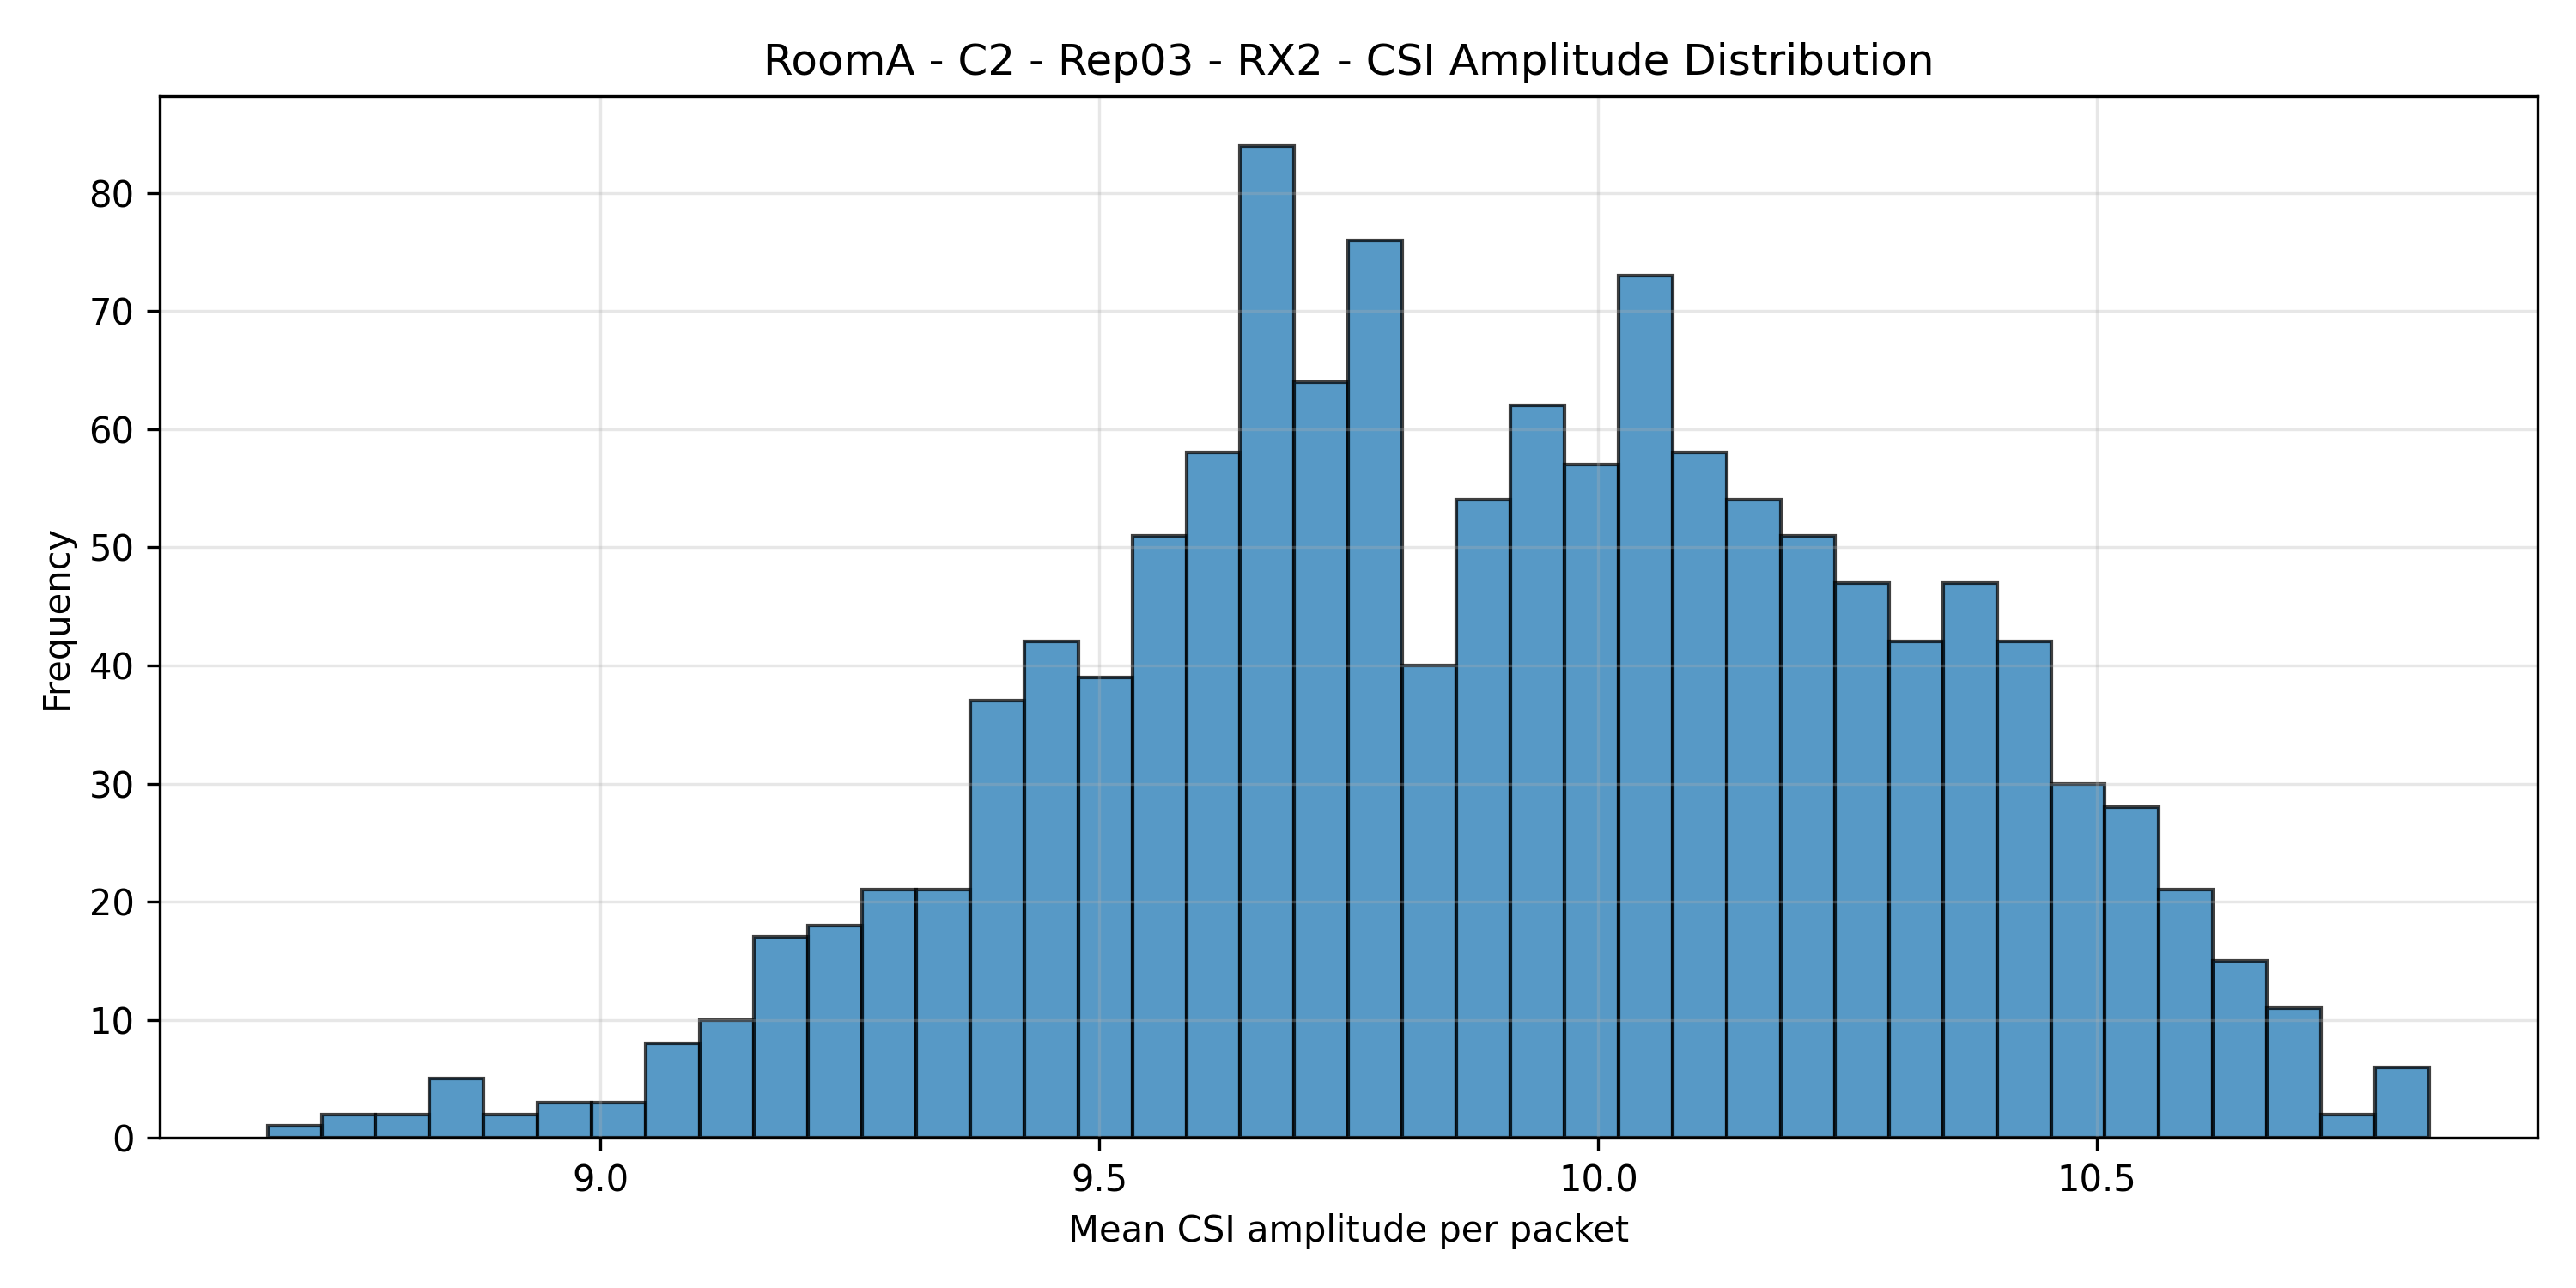 RoomA - C2 - Rep03 - RX2 - CSI Amplitude Distribution
Frequency
80
70
60
50
40
30
20
10
0
9.0 9.5 10.0 10.5
Mean CSI amplitude per packet